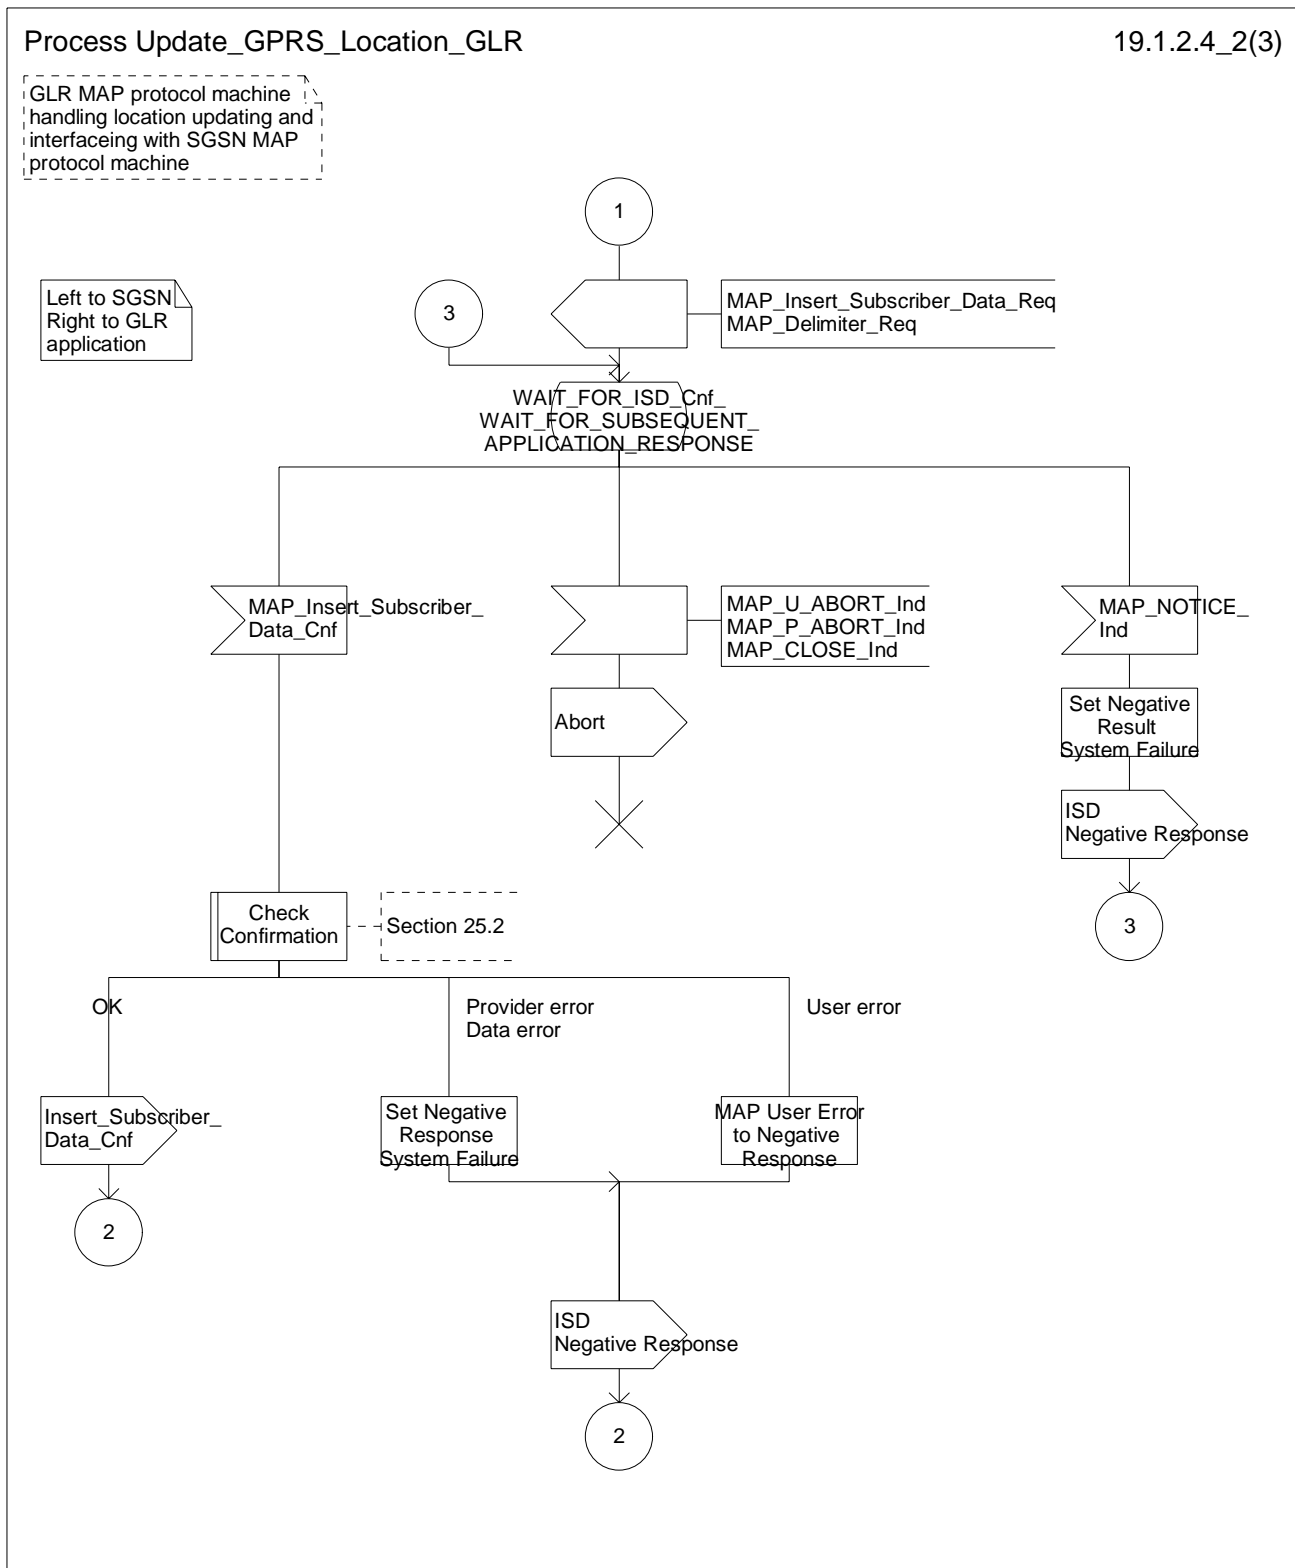 Process Update_GPRS_Location_GLR
19.1.2.4_2(3)
GLR MAP protocol machine
handling location updating and
interfaceing with SGSN MAP
protocol machine
1
Left to SGSN
Right to GLR
application
3
MAP_Insert_Subscriber_Data_Req
MAP_Delimiter_Req
WAIT_FOR_ISD_Cnf_
WAIT_FOR_SUBSEQUENT_
APPLICATION_RESPONSE
MAP_Insert_Subscriber_
Data_Cnf
MAP_U_ABORT_Ind
MAP_P_ABORT_Ind
MAP_CLOSE_Ind
MAP_NOTICE_
Ind
Abort
Set Negative
Result
System Failure
ISD
Negative Response
3
Check
Confirmation
Section 25.2
OK
Provider error
Data error
User error
Insert_Subscriber_
Data_Cnf
Set Negative
Response
System Failure
MAP User Error
to Negative
Response
2
ISD
Negative Response
2